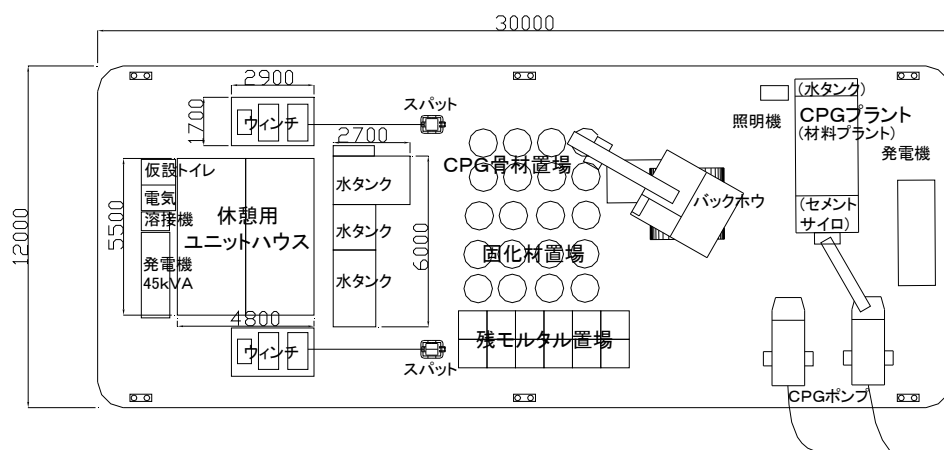 30000
2900
1700
ウィンチ
スパット
2700
CPG骨材置場
照明機
(水タンク)
CPGプラント
(材料プラント)
発電機
仮設トイレ
電気
溶接機
発電機
45kVA
休憩用
ユニットハウス
水タンク
水タンク
水タンク
5500
12000
6000
バックホウ
(セメント
サイロ)
固化材置場
4800
ウィンチ
スパット
残モルタル置場
CPGポンプ